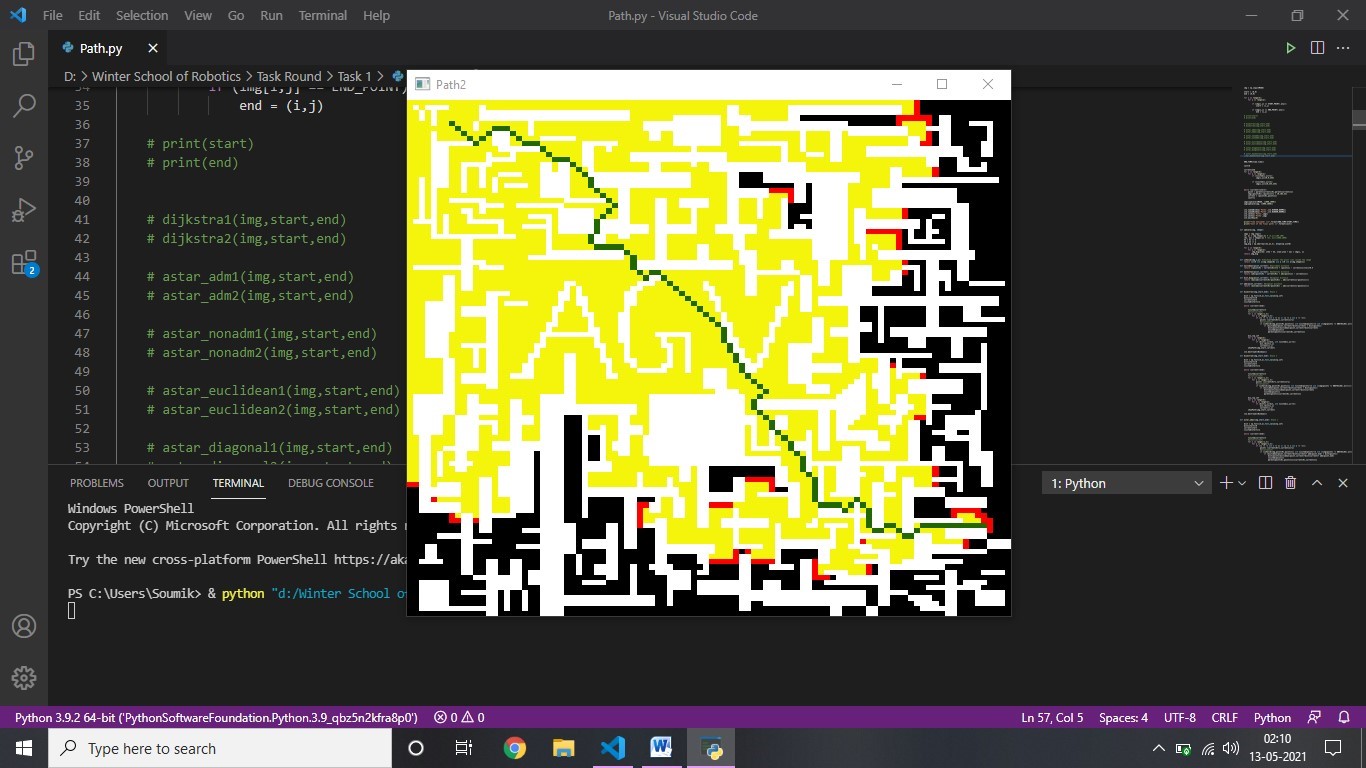 File Edit Selection View Go Run Terminal Help
Path.py - Visual Studio Code
Path.py
D: > Winter School of Robotics > Task Round > Task 1 >
Path2
34 if (img[i,j] == END_POINT)
35 end = (i,j)
36
37 # print(start)
38 # print(end)
39
40
41 # dijkstra1(img,start,end)
42 # dijkstra2(img,start,end)
43
44 # astar_adm1(img,start,end)
45 # astar_adm2(img,start,end)
46
47 # astar_nonadm1(img,start,end)
48 # astar_nonadm2(img,start,end)
49
50 # astar_euclidean1(img,start,end)
51 # astar_euclidean2(img,start,end)
52
53 # astar_diagonal1(img,start,end)
AGV
2
PROBLEMS OUTPUT TERMINAL DEBUG CONSOLE
1: Python
Windows PowerShell
Copyright (C) Microsoft Corporation. All rights
Try the new cross-platform PowerShell https://aka
PS C:\Users\Soumik> & python "d:/Winter School of
Python 3.9.2 64-bit ('PythonSoftwareFoundation.Python.3.9_qbz5n2kfra8p0') 0 0
Ln 57, Col 5 Spaces: 4 UTF-8 CRLF Python
Type here to search
02:10
13-05-2021